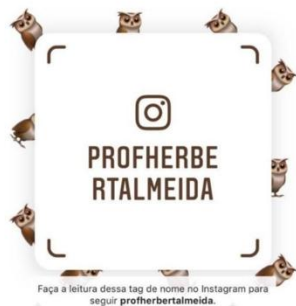 PROFHERBE
RTALMEIDA
Faça a leitura dessa tag de nome no Instagram para
seguir profherbertalmeida.